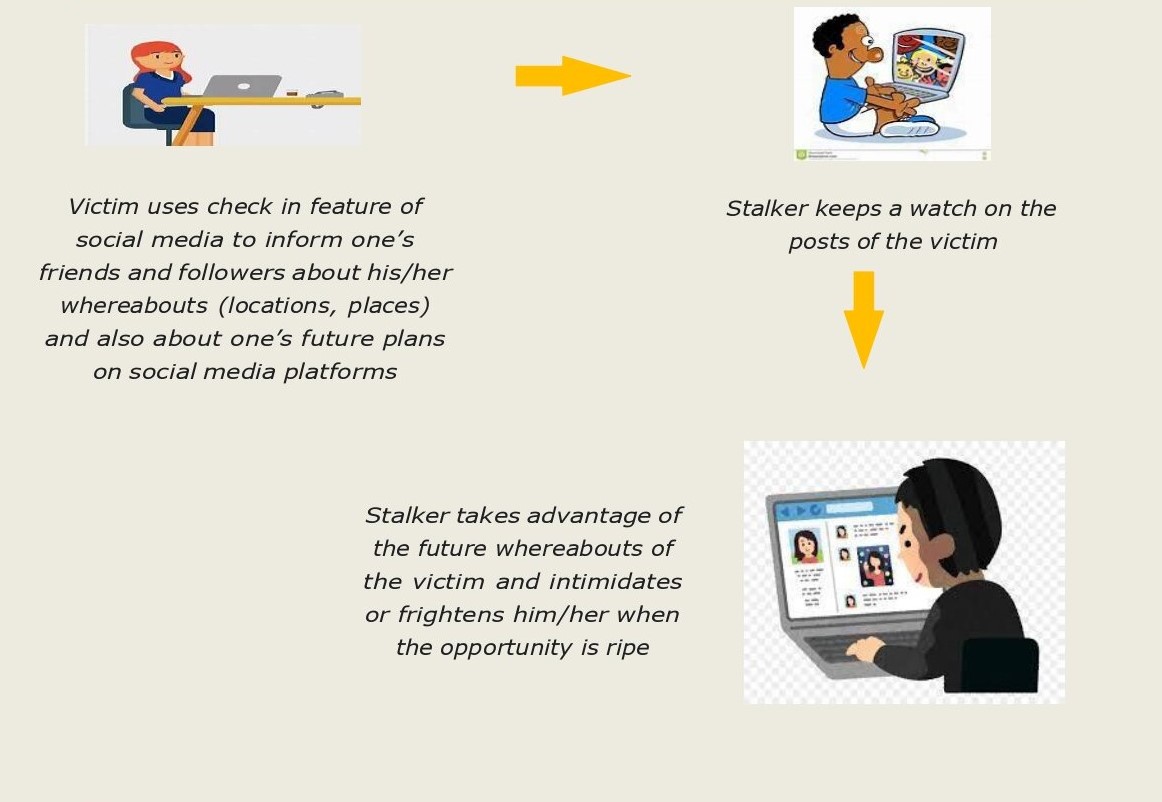 Victim uses check in feature of
social media to inform one’s
friends and followers about his/her
whereabouts (locations, places)
and also about one’s future plans
on social media platforms
Stalker keeps a watch on the
posts of the victim
Stalker takes advantage of
the future whereabouts of
the victim and intimidates
or frightens him/her when
the opportunity is ripe